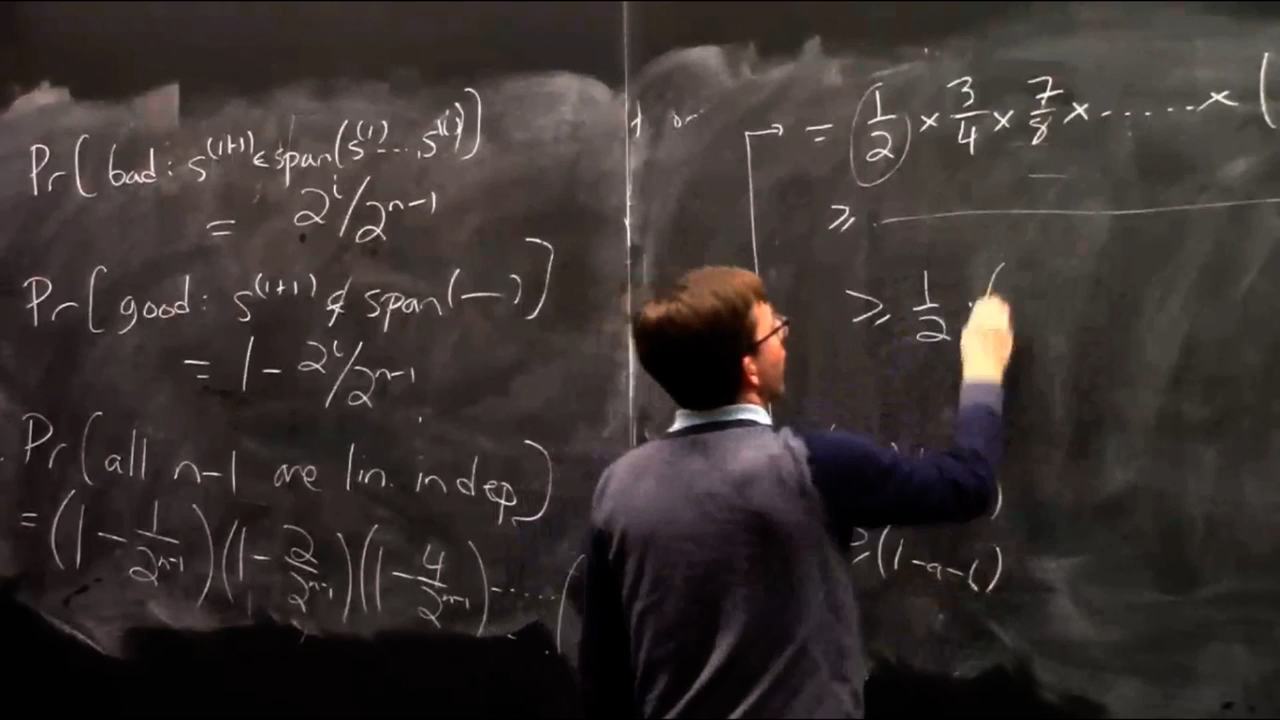 Pr[bad: s^(i+1) ∈ span(s^(1)...,s^(i))]
= 2^i/2^{n-1}
Pr[good: s^(i+1) ∉ span(—)]
= 1 - 2^i/2^{n-1}
Pr[all n-1 are lin. indep]
= (1 - 1/2^{n-1})(1 - 2/2^{n-1})(1 - 4/2^{n-1})......(
→ = 1/2 × 3/4 × 7/8 × ...... × (
≥
≥ 1/2 · (
≥ (1-a-b)